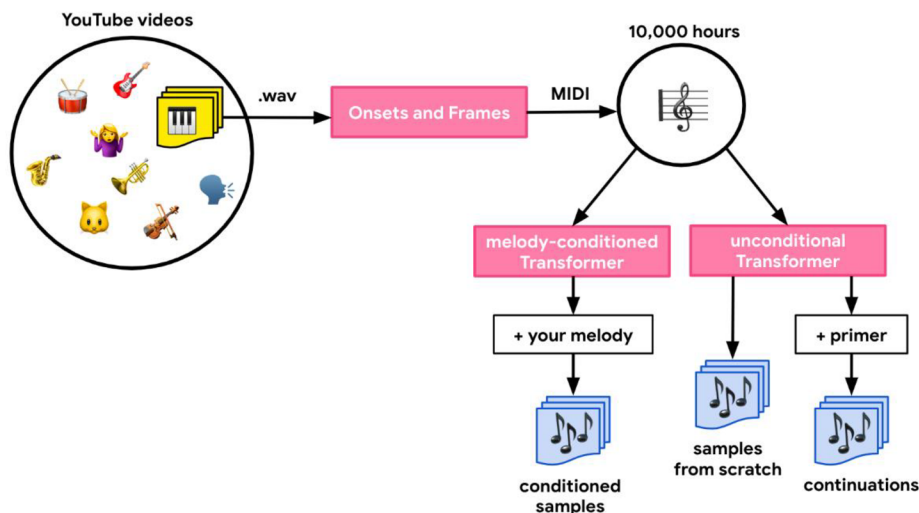 YouTube videos
10,000 hours
.wav
Onsets and Frames
MIDI
melody-conditioned
Transformer
unconditional
Transformer
+ your melody
+ primer
samples
from scratch
continuations
conditioned
samples